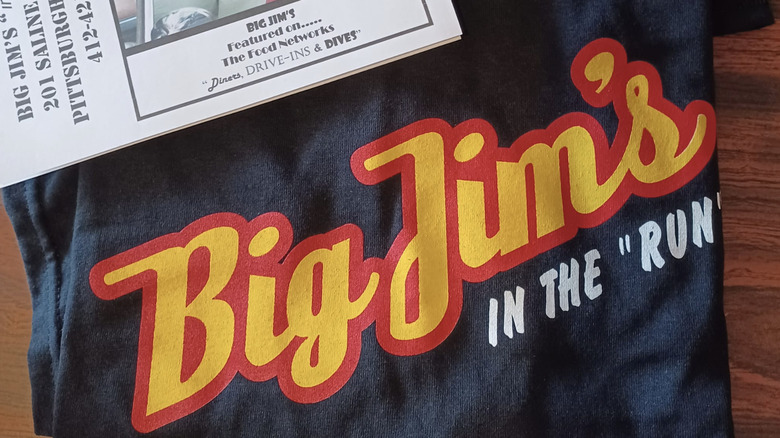 BIG JIM'S
201 SALINE
PITTSBURGH
412-42
BIG JIM'S
Featured on.....
The Food Networks
"Diners, DRIVE-INS & DIVES"
Big Jim's
IN THE "RUN"